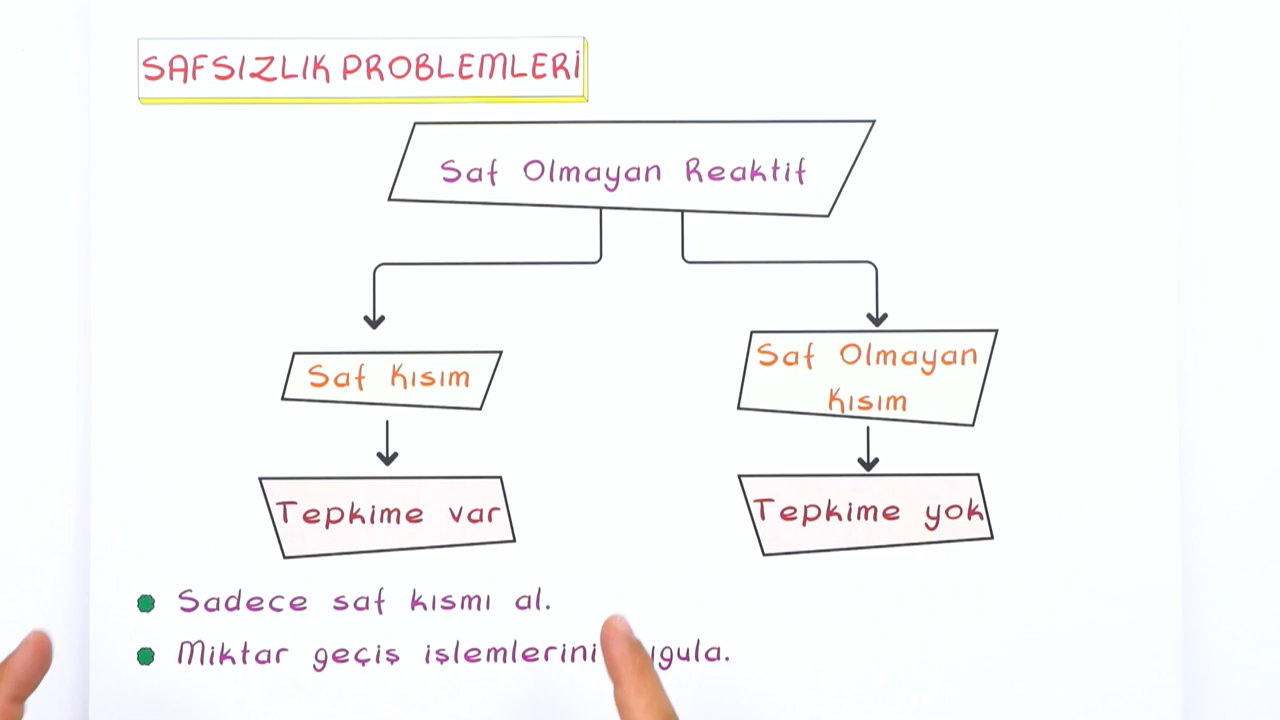 SAFSIZLIK PROBLEMLERİ
Saf Olmayan Reaktif
Saf Kısım
Saf Olmayan
Kısım
Tepkime var
Tepkime yok
Sadece saf kısmı al.
Miktar geçiş işlemlerini